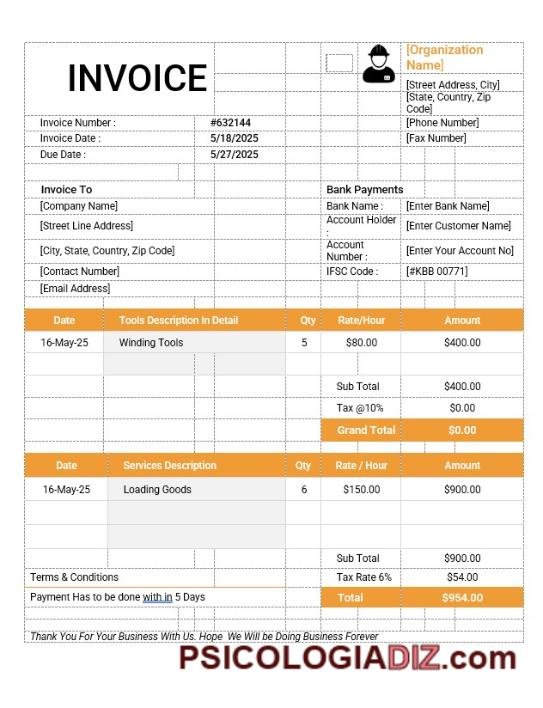 INVOICE
[Organization
Name]
[Street Address, City]
[State, Country, Zip
Code]
Invoice Number : #632144 [Phone Number]
Invoice Date : 5/18/2025 [Fax Number]
Due Date : 5/27/2025
Invoice To Bank Payments
[Company Name] Bank Name : [Enter Bank Name]
[Street Line Address] Account Holder : [Enter Customer Name]
[City, State, Country, Zip Code] Account Number : [Enter Your Account No]
[Contact Number] IFSC Code : [#KBB 00771]
[Email Address]
Date Tools Description In Detail Qty Rate/Hour Amount
16-May-25 Winding Tools 5 $80.00 $400.00
Sub Total $400.00
Tax @10% $0.00
Grand Total $0.00
Date Services Description Qty Rate / Hour Amount
16-May-25 Loading Goods 6 $150.00 $900.00
Sub Total $900.00
Terms & Conditions Tax Rate 6% $54.00
Payment Has to be done with in 5 Days Total $954.00
Thank You For Your Business With Us. Hope We Will be Doing Business Forever
PSICOLOGIADIZ.com